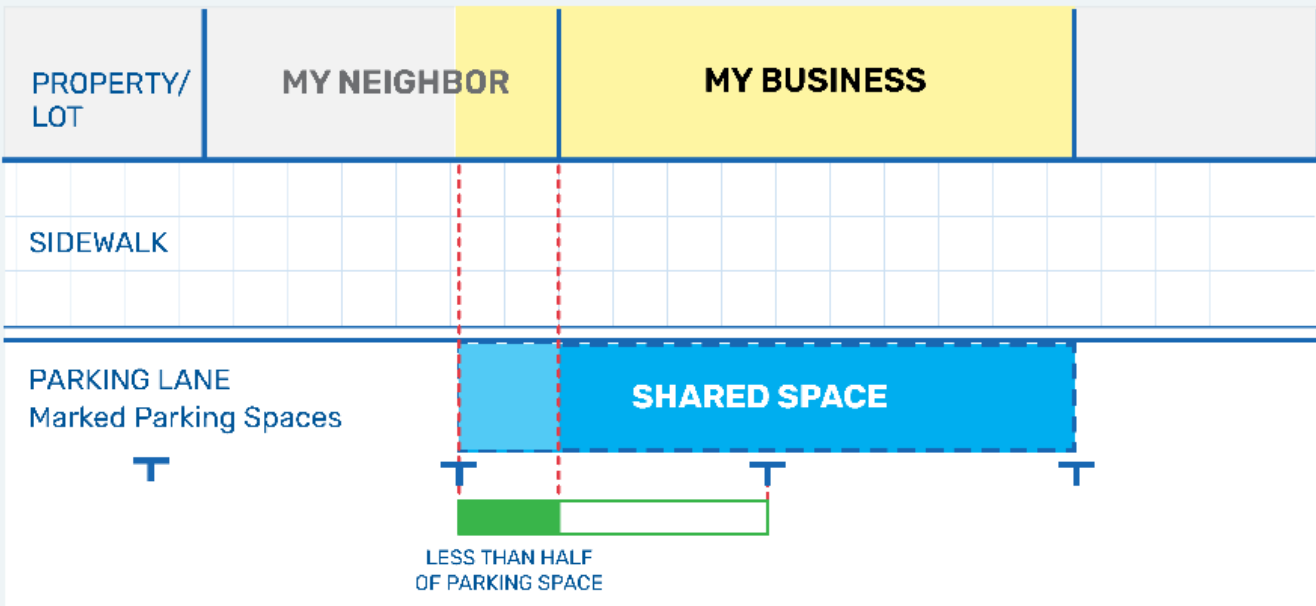 PROPERTY/
LOT
MY NEIGHBOR
MY BUSINESS
SIDEWALK
PARKING LANE
Marked Parking Spaces
SHARED SPACE
LESS THAN HALF
OF PARKING SPACE